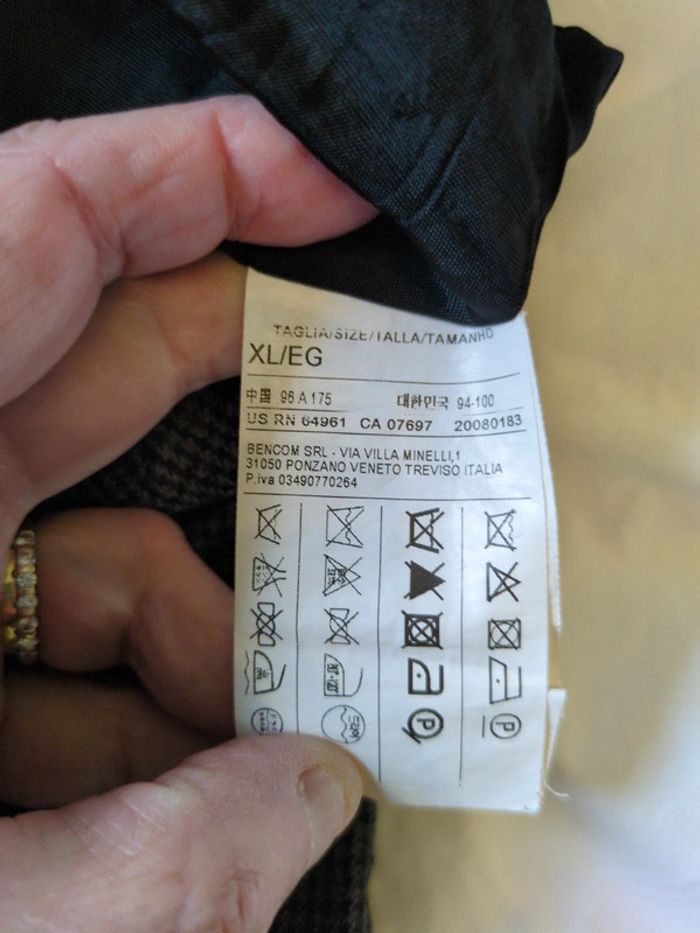 TAGLIA/SIZE/TALLA/TAMANHO
XL/EG
中国 96 A 175 대한민국 94-100
US RN 64961 CA 07697 20080183
BENCOM SRL - VIA VILLA MINELLI,1
31050 PONZANO VENETO TREVISO ITALIA
P.iva 03490770264
P P